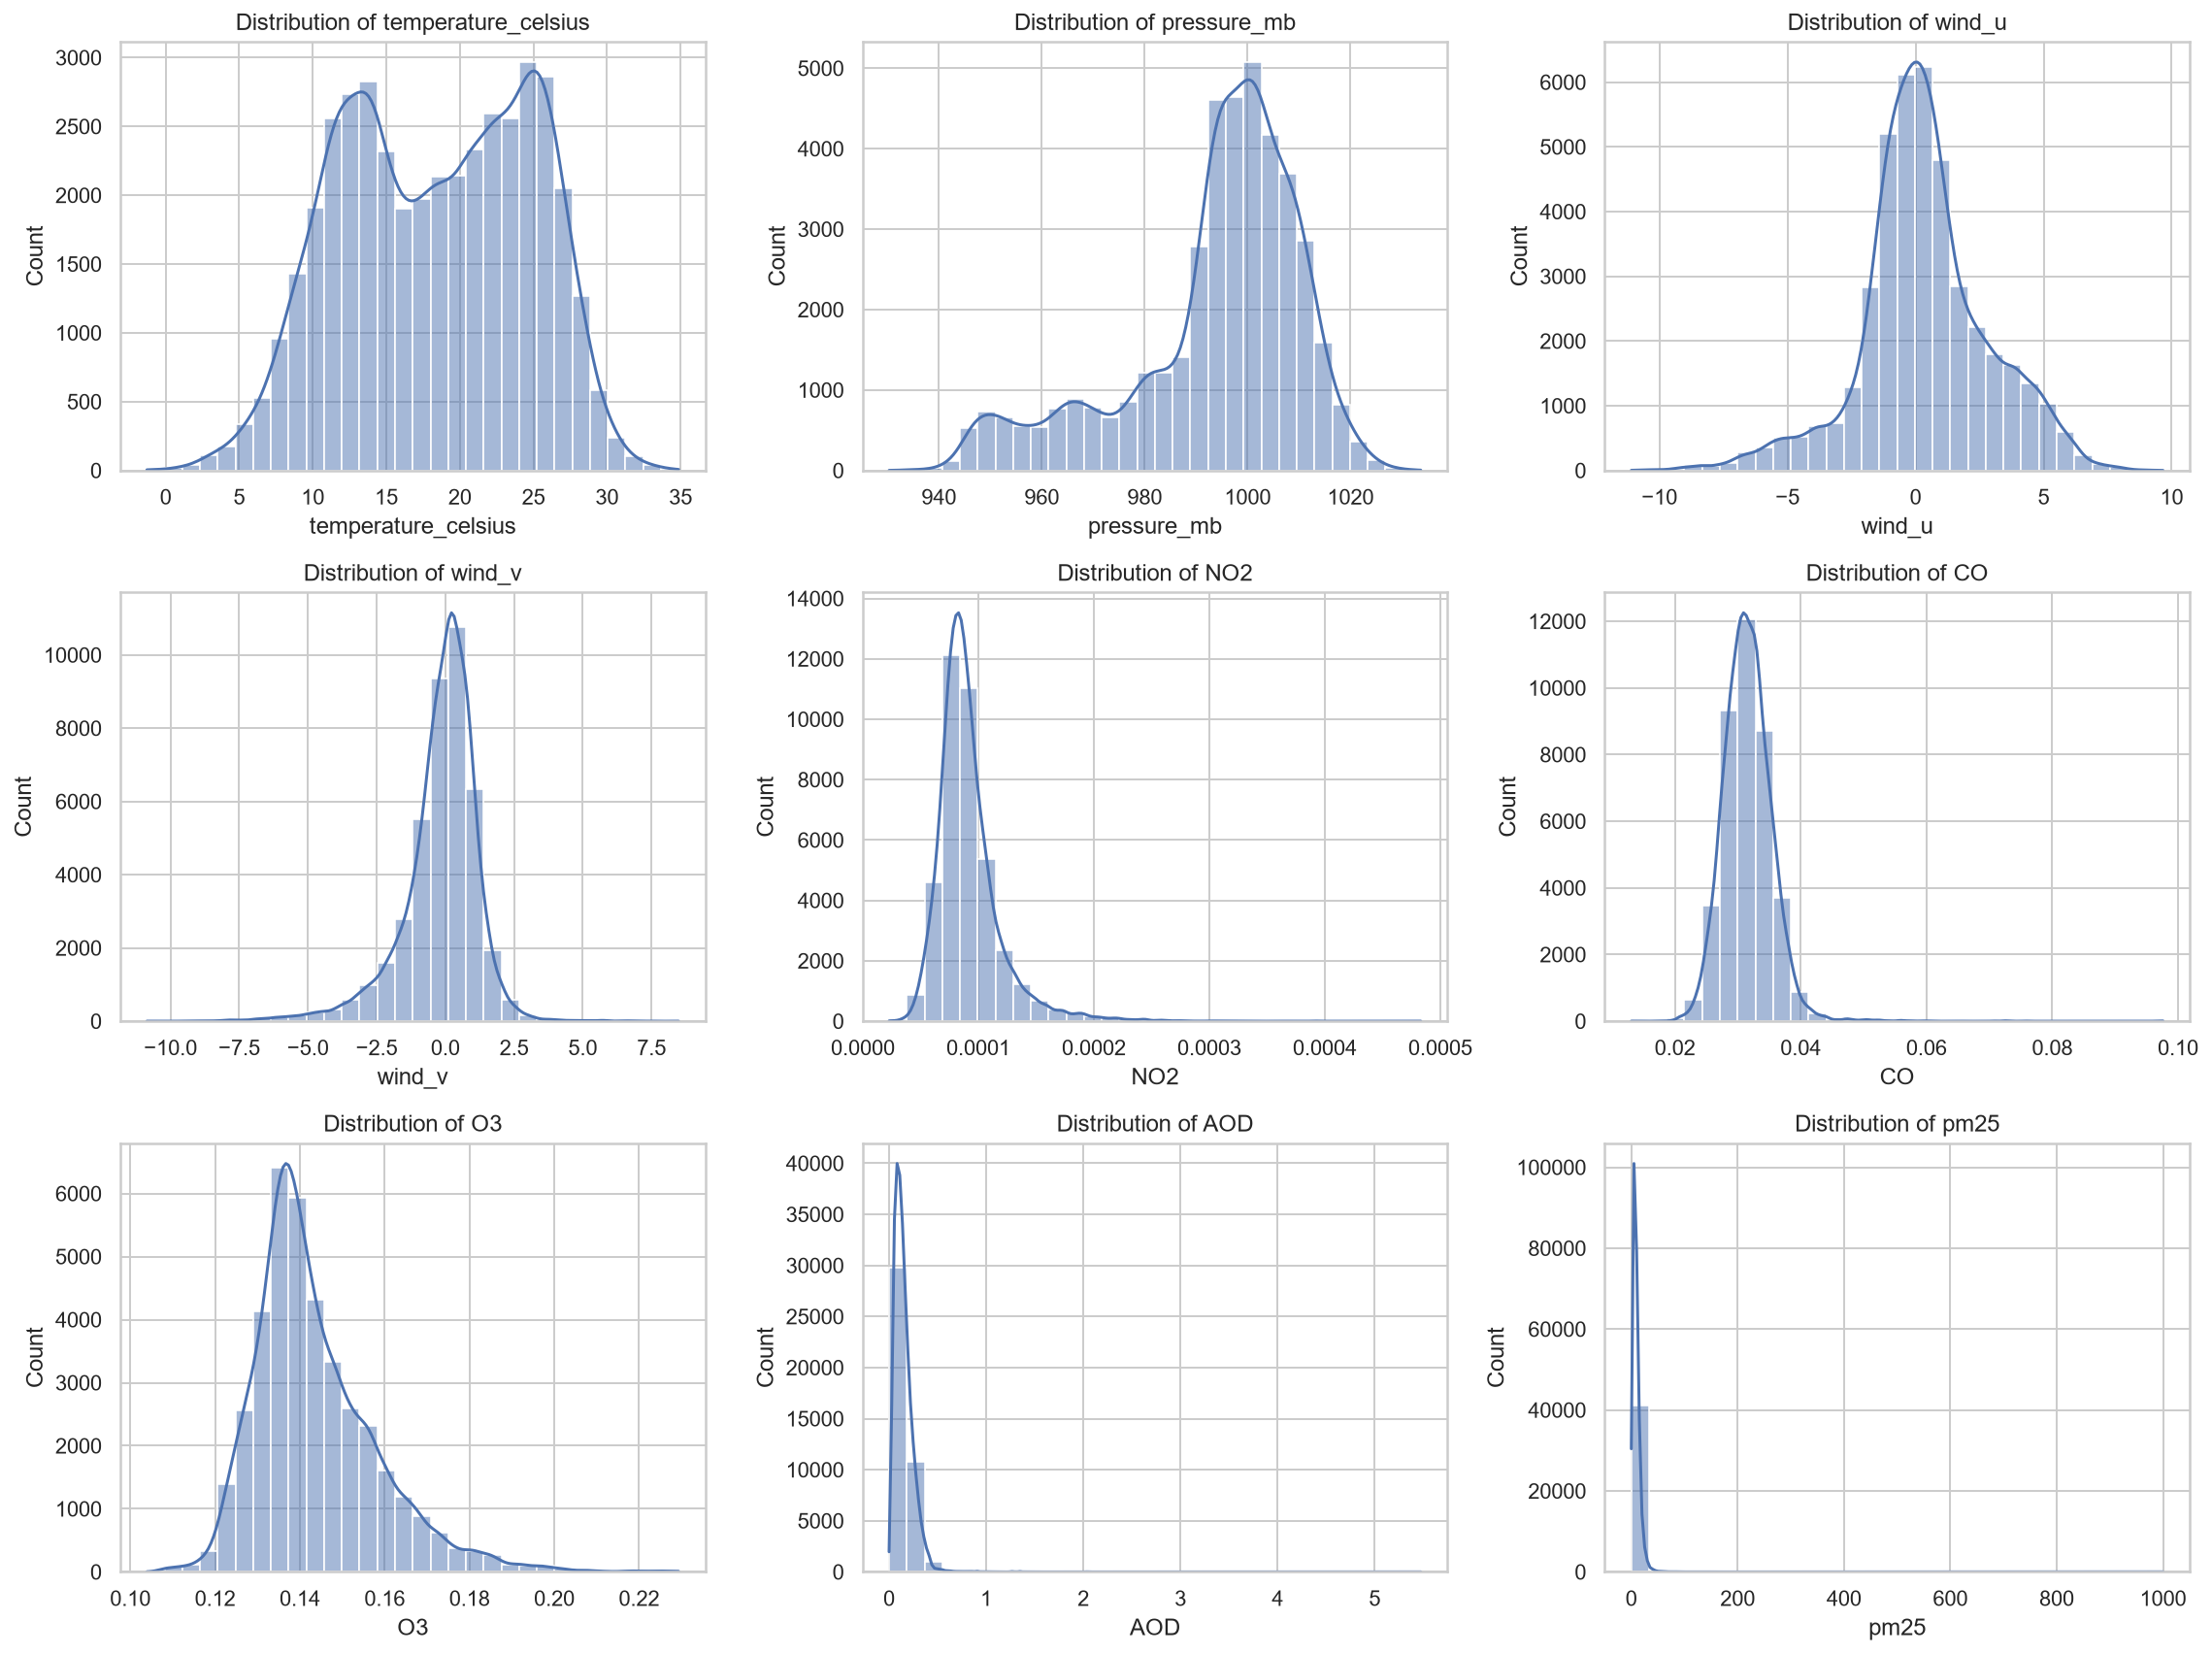 Distribution of temperature_celsius
Distribution of pressure_mb
Distribution of wind_u
3000
2500
2000
1500
1000
500
0
Count
0 5 10 15 20 25 30 35
temperature_celsius
5000
4000
3000
2000
1000
0
Count
940 960 980 1000 1020
pressure_mb
6000
5000
4000
3000
2000
1000
0
Count
−10 −5 0 5 10
wind_u
Distribution of wind_v
Distribution of NO2
Distribution of CO
10000
8000
6000
4000
2000
0
Count
−10.0 −7.5 −5.0 −2.5 0.0 2.5 5.0 7.5
wind_v
14000
12000
10000
8000
6000
4000
2000
0
Count
0.0000 0.0001 0.0002 0.0003 0.0004 0.0005
NO2
12000
10000
8000
6000
4000
2000
0
Count
0.02 0.04 0.06 0.08 0.10
CO
Distribution of O3
Distribution of AOD
Distribution of pm25
6000
5000
4000
3000
2000
1000
0
Count
0.10 0.12 0.14 0.16 0.18 0.20 0.22
O3
40000
35000
30000
25000
20000
15000
10000
5000
0
Count
0 1 2 3 4 5
AOD
100000
80000
60000
40000
20000
0
Count
0 200 400 600 800 1000
pm25